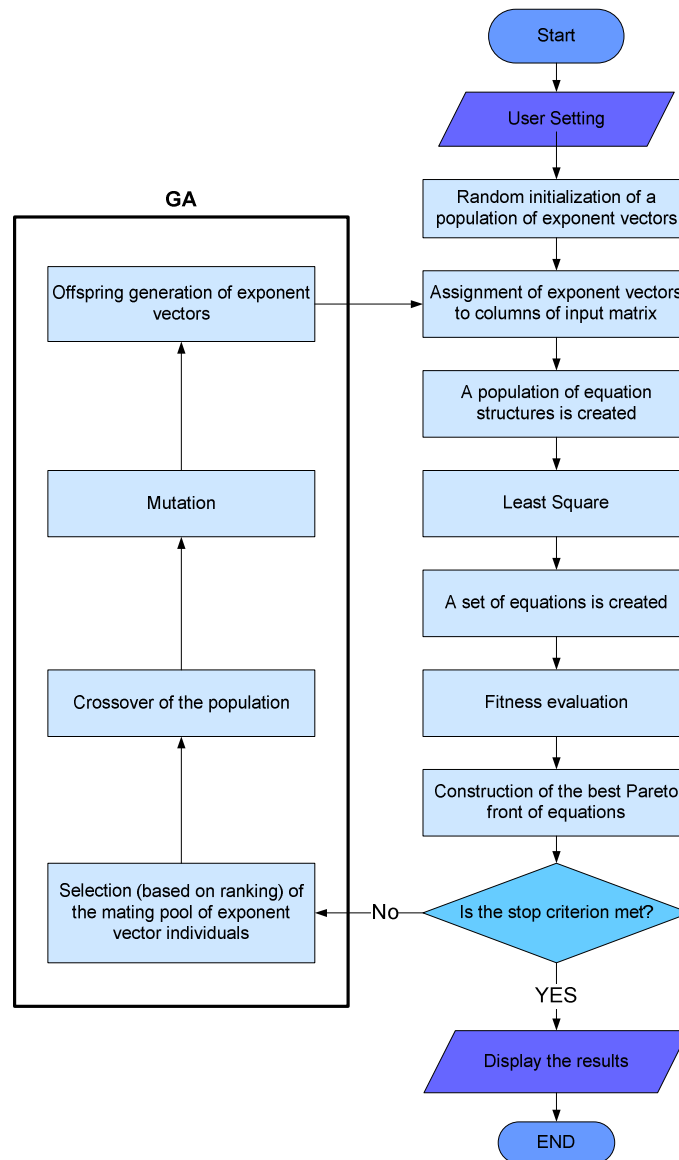 Start
User Setting
Random initialization of a
population of exponent vectors
Assignment of exponent vectors
to columns of input matrix
A population of equation
structures is created
Least Square
A set of equations is created
Fitness evaluation
Construction of the best Pareto
front of equations
Is the stop criterion met?
No
YES
Display the results
END
GA
Offspring generation of exponent
vectors
Mutation
Crossover of the population
Selection (based on ranking) of
the mating pool of exponent
vector individuals